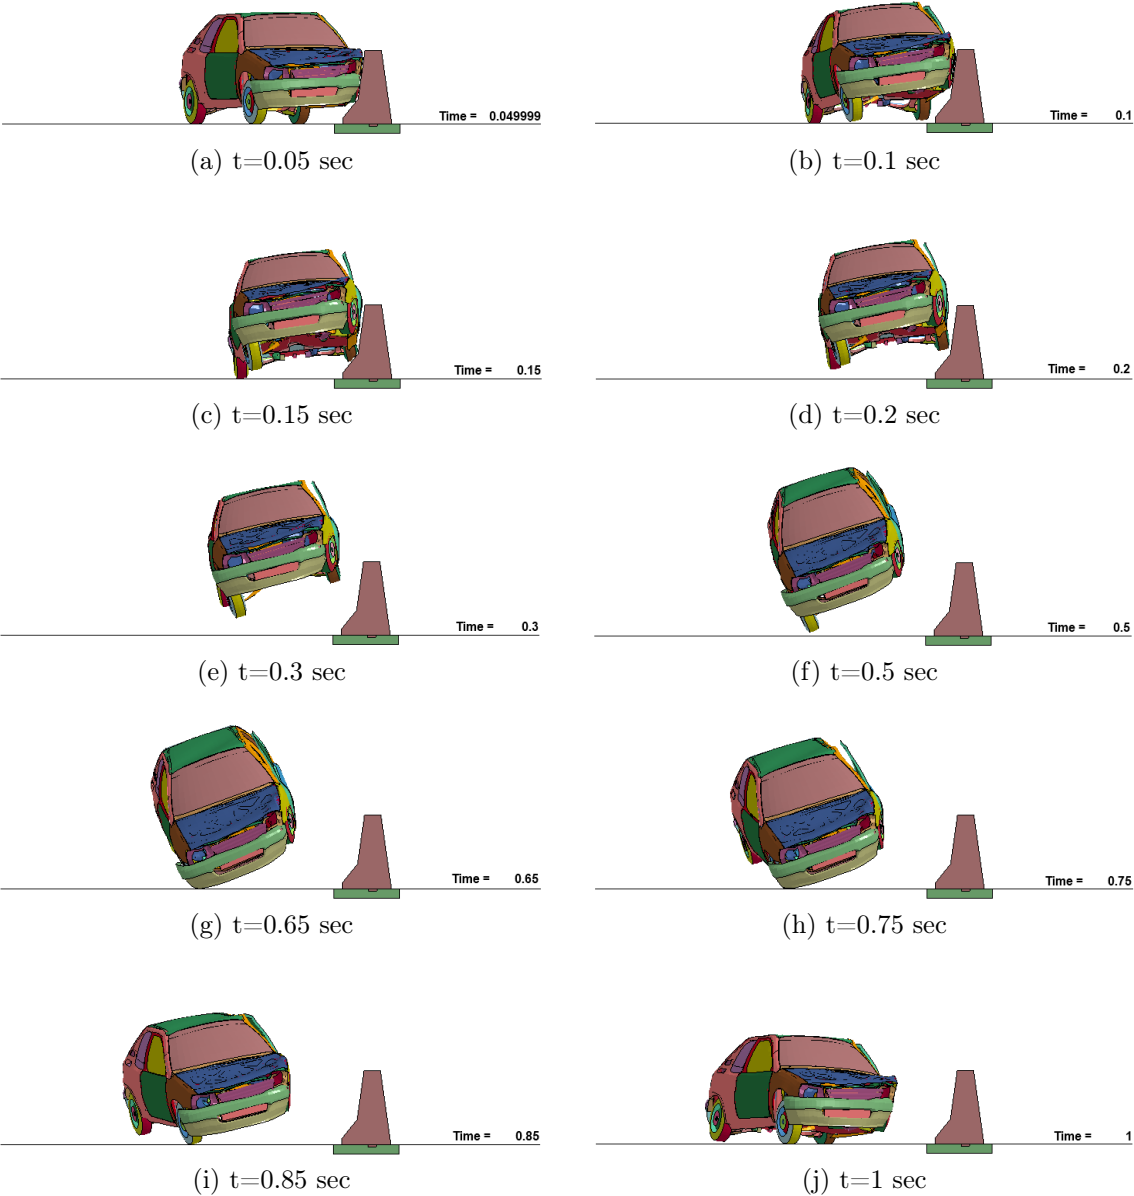 Time = 0.049999
Time = 0.1
(a) t=0.05 sec
(b) t=0.1 sec
Time = 0.15
Time = 0.2
(c) t=0.15 sec
(d) t=0.2 sec
Time = 0.3
Time = 0.5
(e) t=0.3 sec
(f) t=0.5 sec
Time = 0.65
Time = 0.75
(g) t=0.65 sec
(h) t=0.75 sec
Time = 0.85
Time = 1
(i) t=0.85 sec
(j) t=1 sec